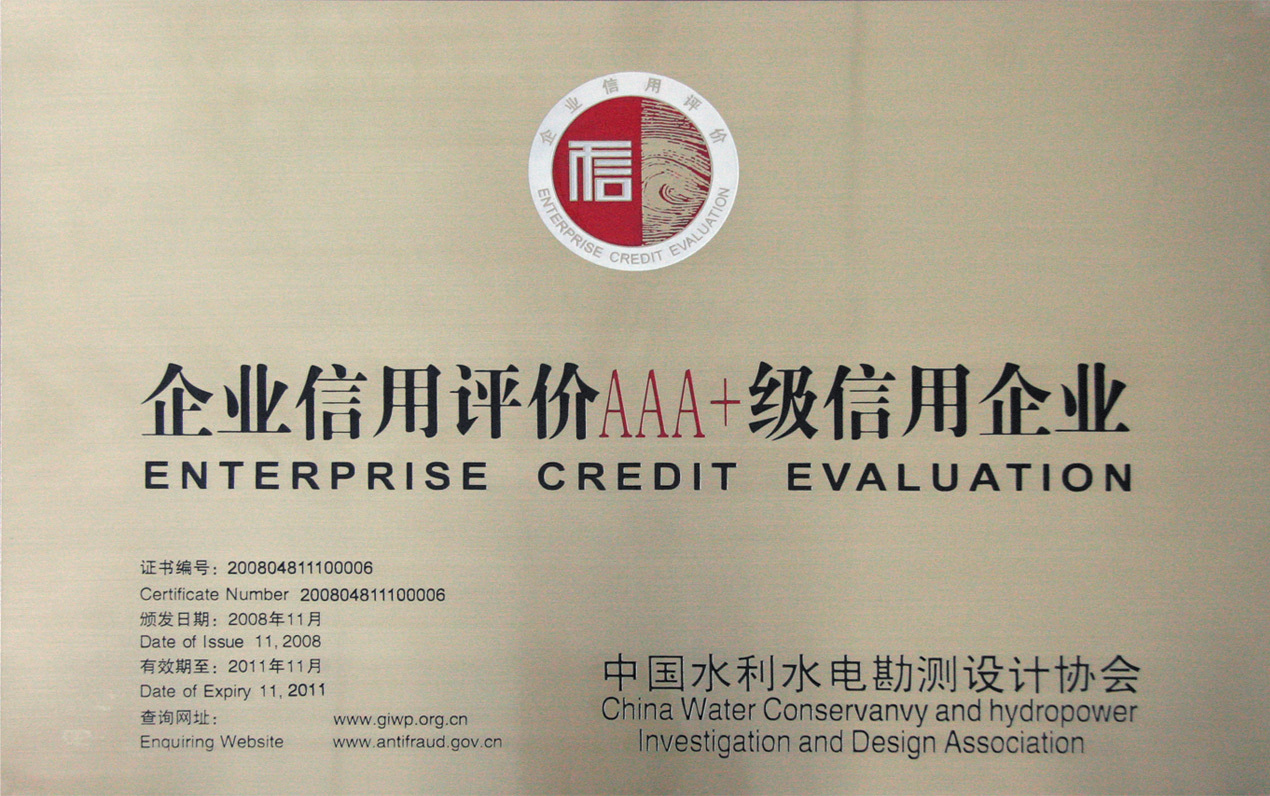 企业信用评价
信
ENTERPRISE CREDIT EVALUATION
企业信用评价AAA+级信用企业
ENTERPRISE CREDIT EVALUATION
证书编号：200804811100006
Certificate Number 200804811100006
颁发日期：2008年11月
Date of Issue 11, 2008
有效期至：2011年11月
Date of Expiry 11, 2011
查询网址： www.giwp.org.cn
Enquiring Website www.antifraud.gov.cn
中国水利水电勘测设计协会
China Water Conservanvy and hydropower
Investigation and Design Association